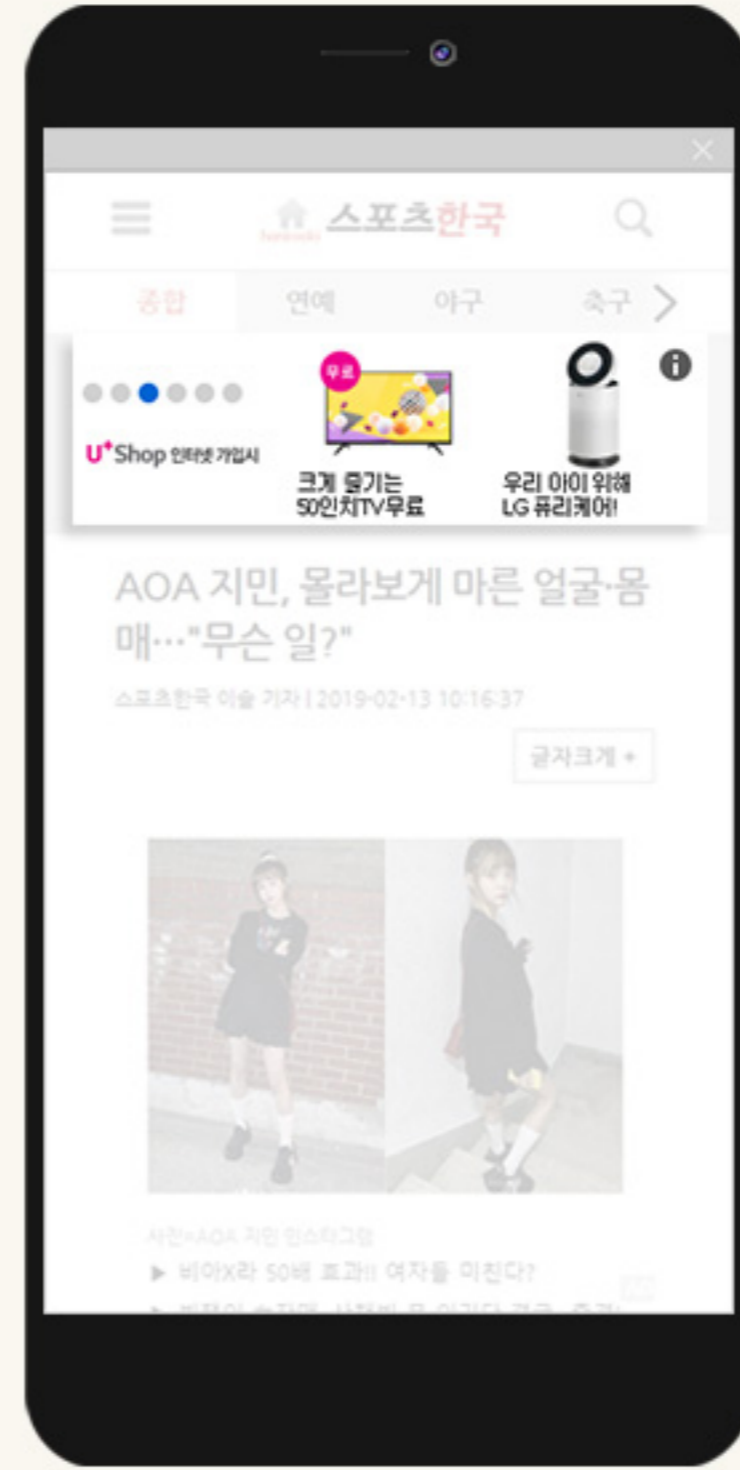 스포츠한국
종합 연예 야구 축구
무료
U+Shop 인터넷 가입시
크게 즐기는
50인치TV무료
우리 아이 위해
LG 퓨리케어!
AOA 지민, 몰라보게 마른 얼굴·몸
매…"무슨 일?"
스포츠한국 이슬 기자 | 2019-02-13 10:16:37
글자크게 +
사진=AOA 지민 인스타그램
▶ 비아X라 50배 효과!! 여자들 미친다?